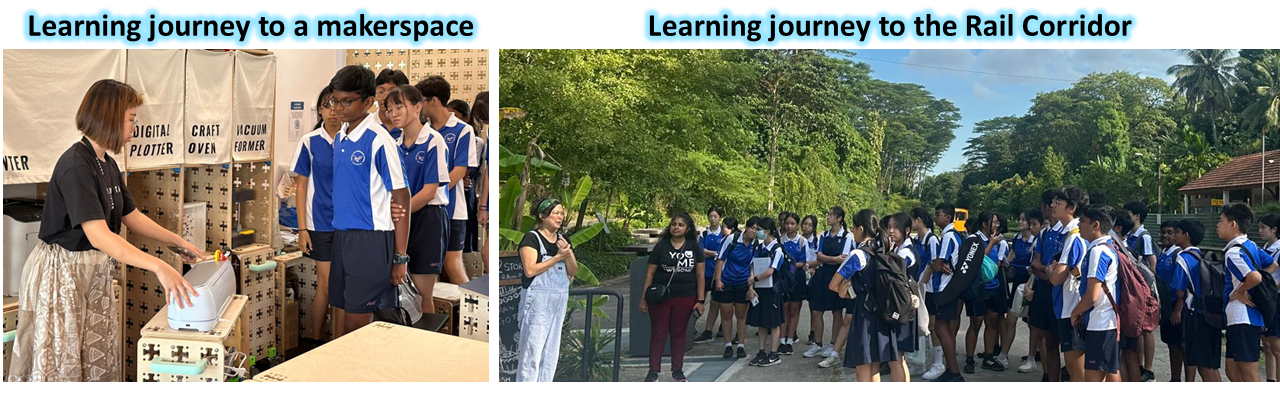 Learning journey to a makerspace
Learning journey to the Rail Corridor
NTER
DIGITAL
PLOTTER
CRAFT
OVEN
VACUUM
FORMER
YOU
ME
YONEX